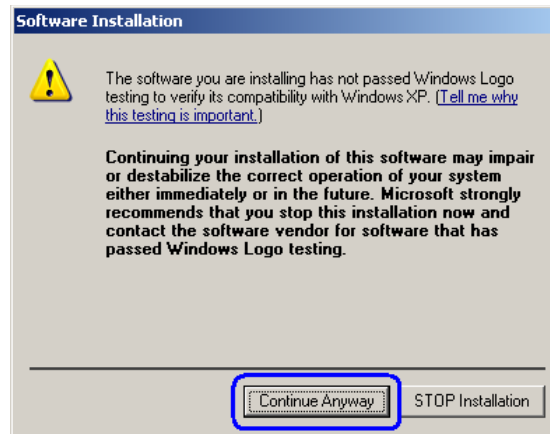 Software Installation
The software you are installing has not passed Windows Logo
testing to verify its compatibility with Windows XP. (Tell me why
this testing is important.)
Continuing your installation of this software may impair
or destabilize the correct operation of your system
either immediately or in the future. Microsoft strongly
recommends that you stop this installation now and
contact the software vendor for software that has
passed Windows Logo testing.
Continue Anyway STOP Installation